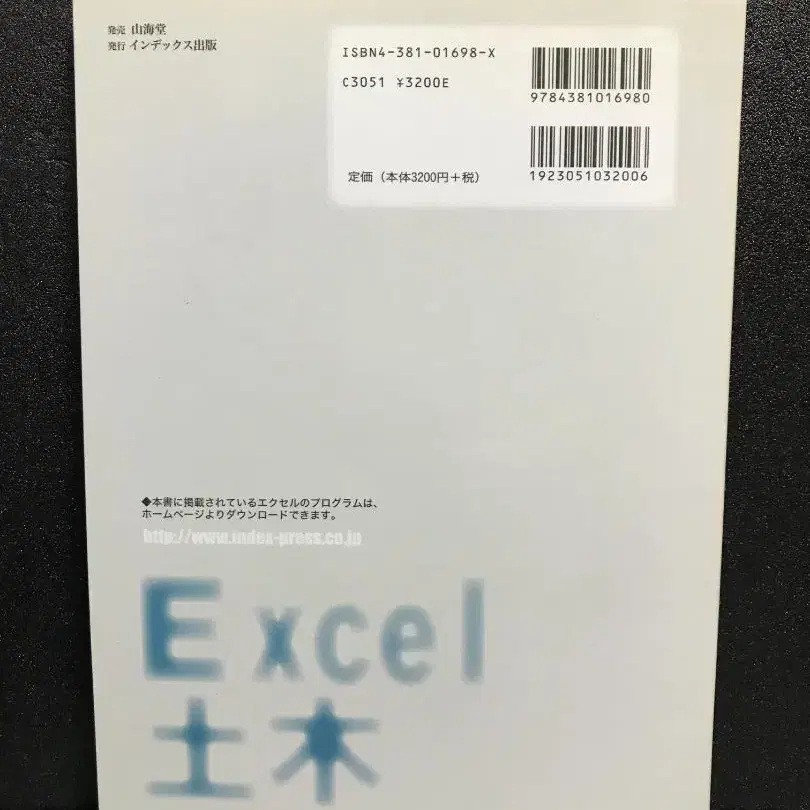 発売 山海堂
発行 インデックス出版
ISBN4-381-01698-X
C3051 ¥3200E
定価(本体3200円+税)
9784381016980
1923051032006
◆本書に掲載されているエクセルのプログラムは、
ホームページよりダウンロードできます。
http://www.index-press.co.jp
Excel
土木